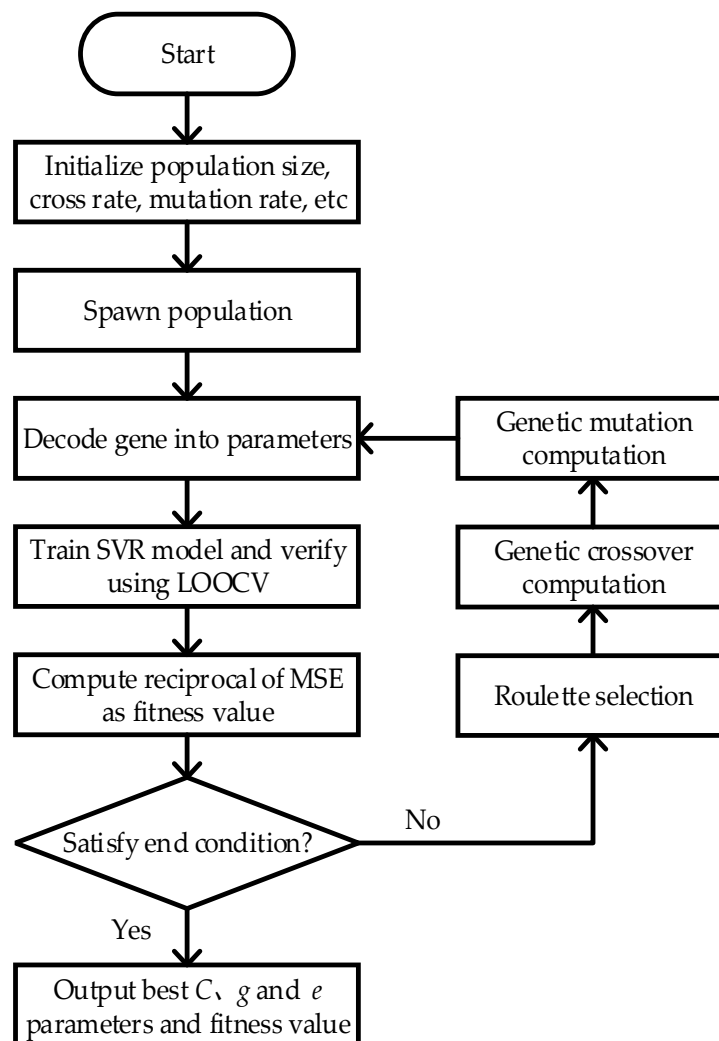 Start
Initialize population size,
cross rate, mutation rate, etc
Spawn population
Decode gene into parameters
Genetic mutation
computation
Train SVR model and verify
using LOOCV
Genetic crossover
computation
Compute reciprocal of MSE
as fitness value
Roulette selection
Satisfy end condition?
No
Yes
Output best C、g and e
parameters and fitness value